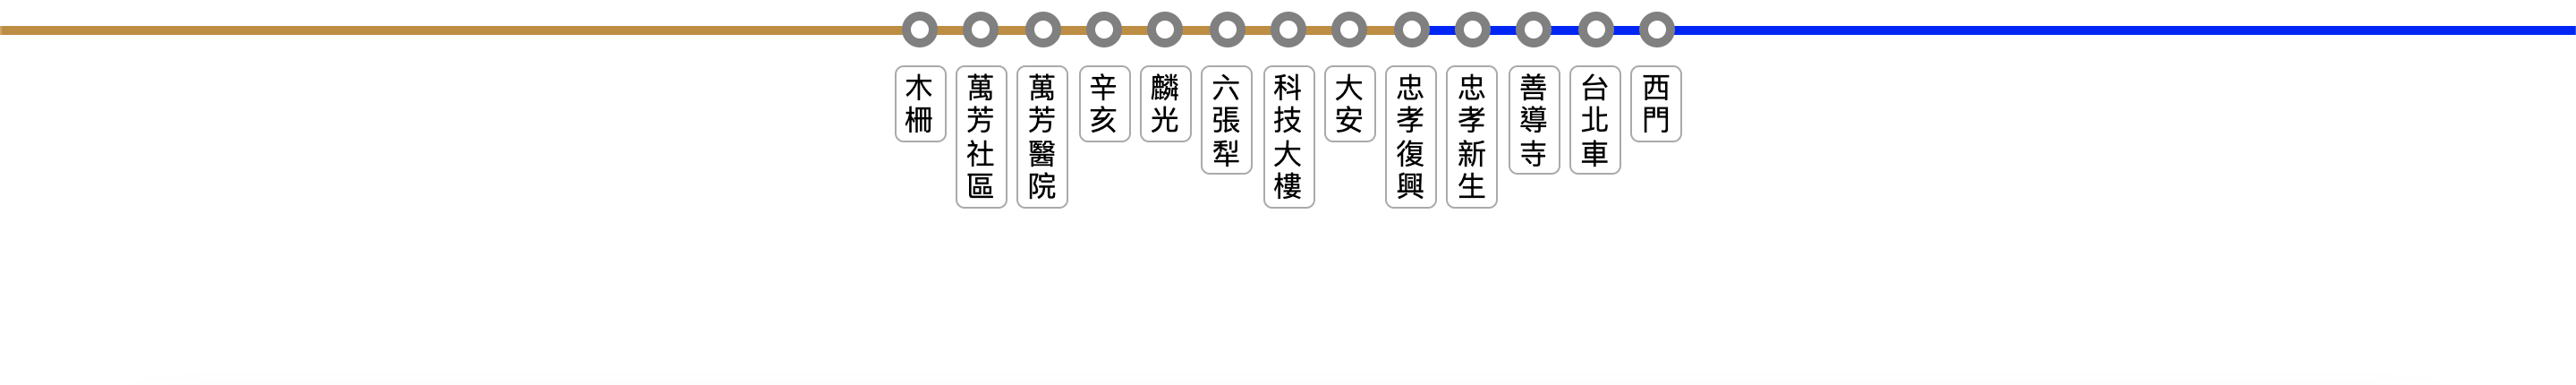 木柵
萬芳社區
萬芳醫院
辛亥
麟光
六張犁
科技大樓
大安
忠孝復興
忠孝新生
善導寺
台北車
西門